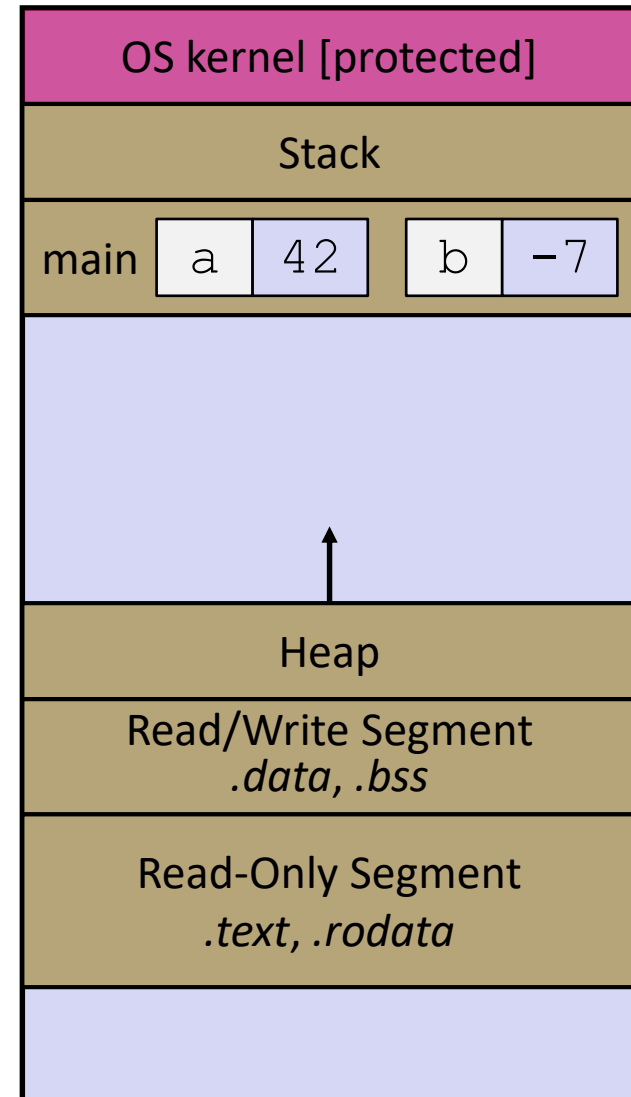 OS kernel [protected]
Stack
main a 42 b -7
Heap
Read/Write Segment
.data, .bss
Read-Only Segment
.text, .rodata